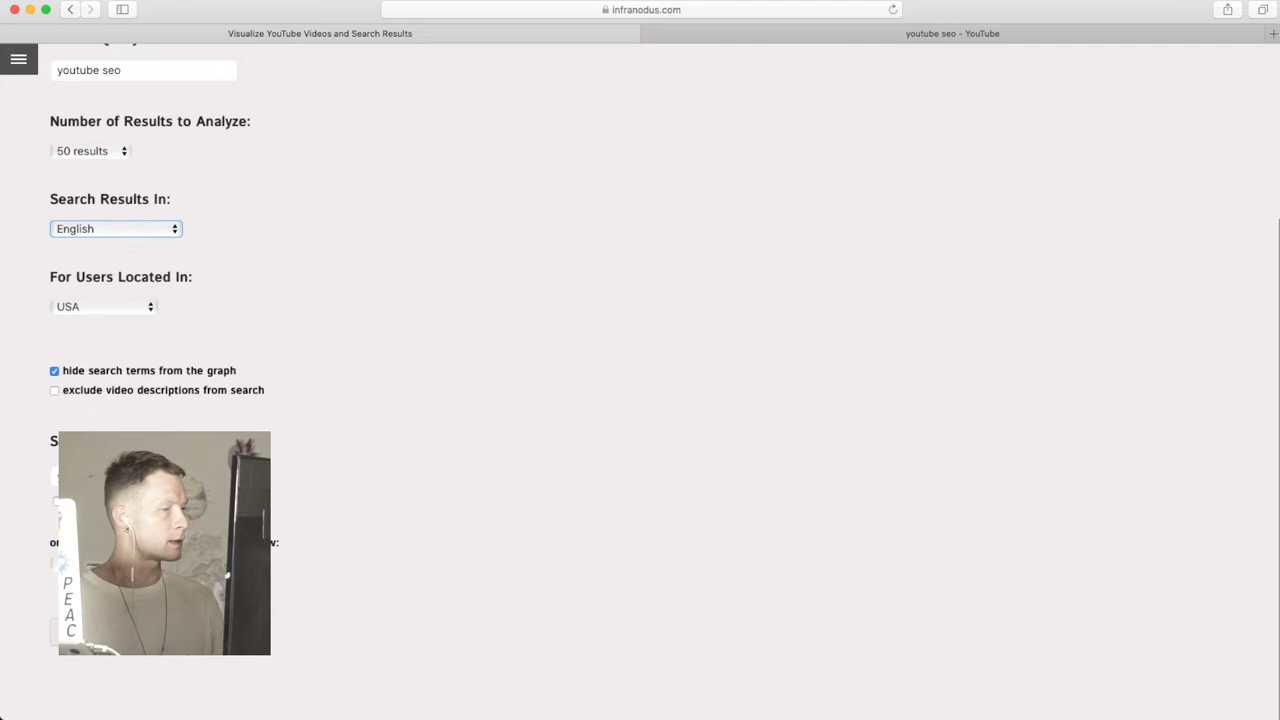 infranodus.com
Visualize YouTube Videos and Search Results
youtube seo - YouTube
youtube seo
Number of Results to Analyze:
50 results
Search Results In:
English
For Users Located In:
USA
hide search terms from the graph
exclude video descriptions from search
S
or
w:
PEAC